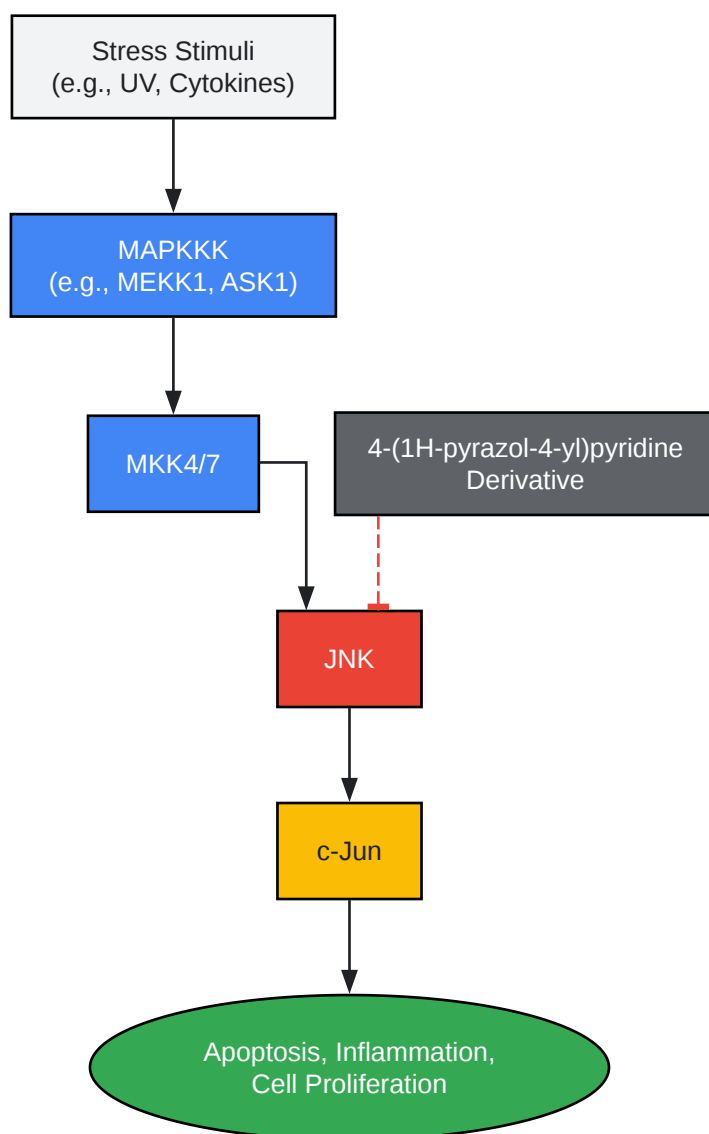 Stress Stimuli
(e.g., UV, Cytokines)
MAPKKK
(e.g., MEKK1, ASK1)
MKK4/7
4-(1H-pyrazol-4-yl)pyridine
Derivative
JNK
c-Jun
Apoptosis, Inflammation,
Cell Proliferation